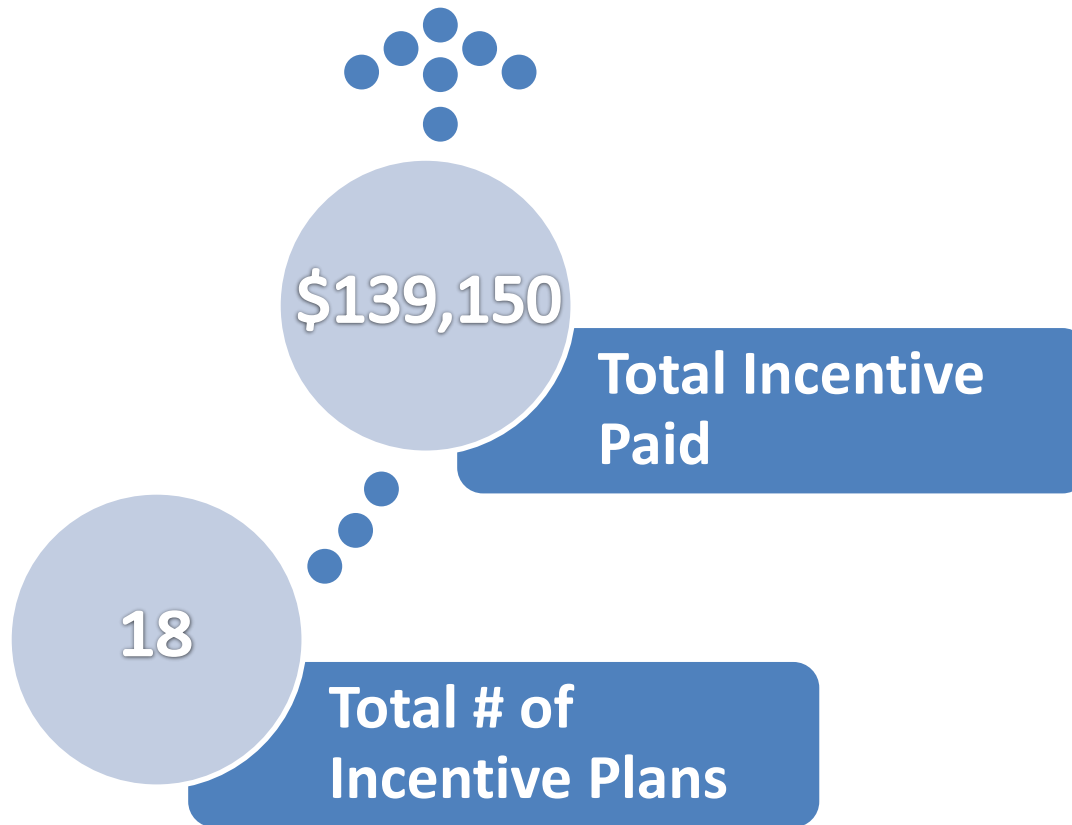 $139,150
Total Incentive
Paid
18
Total # of
Incentive Plans